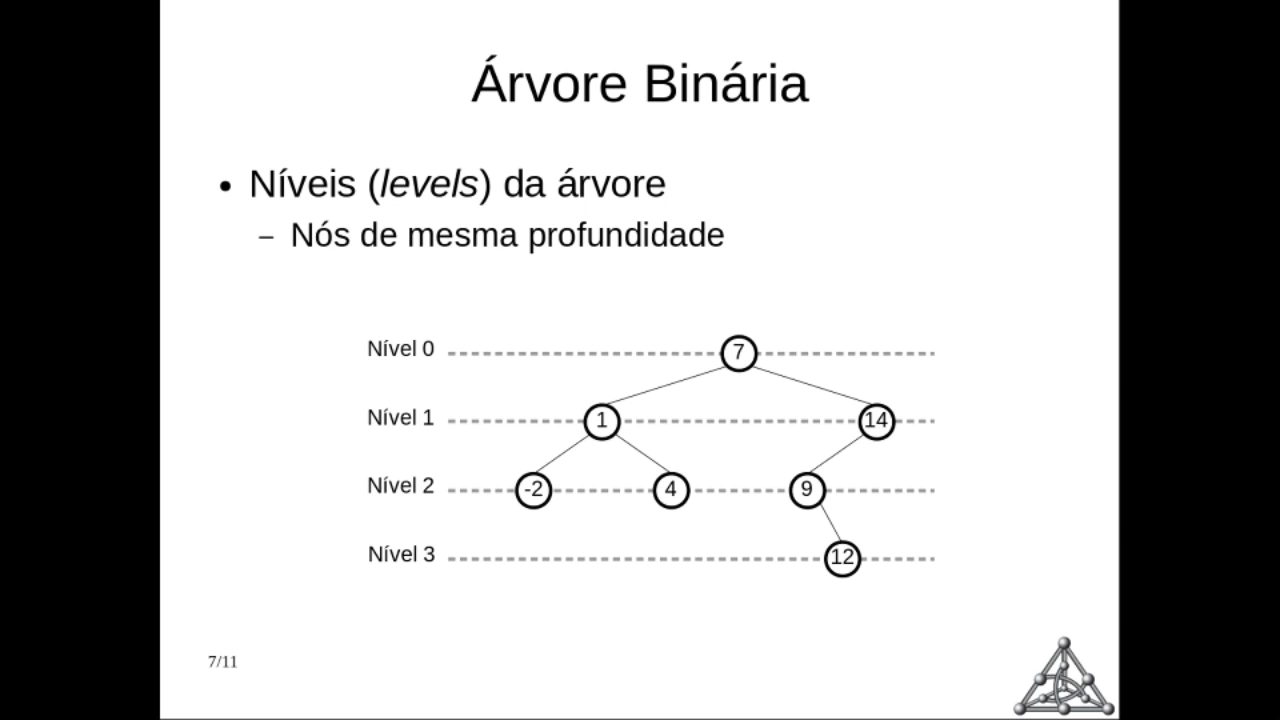 Árvore Binária
• Níveis (levels) da árvore
– Nós de mesma profundidade
Nível 0 7
Nível 1 1 14
Nível 2 -2 4 9
Nível 3 12
7/11